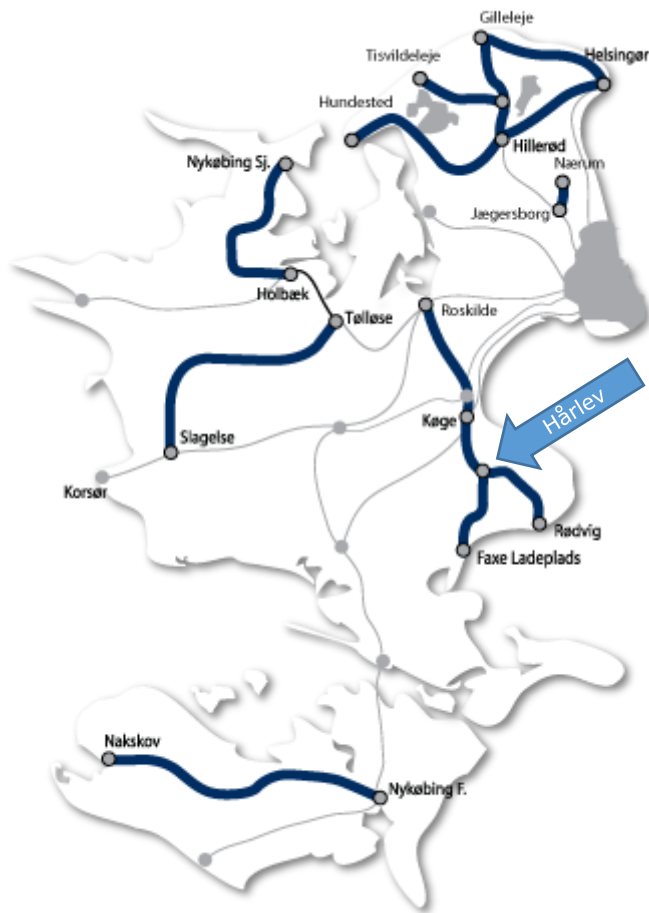 Gilleleje
Tisvildeleje
Helsingør
Hundested
Hillerød
Nykøbing Sj.
Nærum
Jægersborg
Holbæk
Tølløse
Roskilde
Hårlev
Køge
Slagelse
Korsør
Rødvig
Faxe Ladeplads
Nakskov
Nykøbing F.